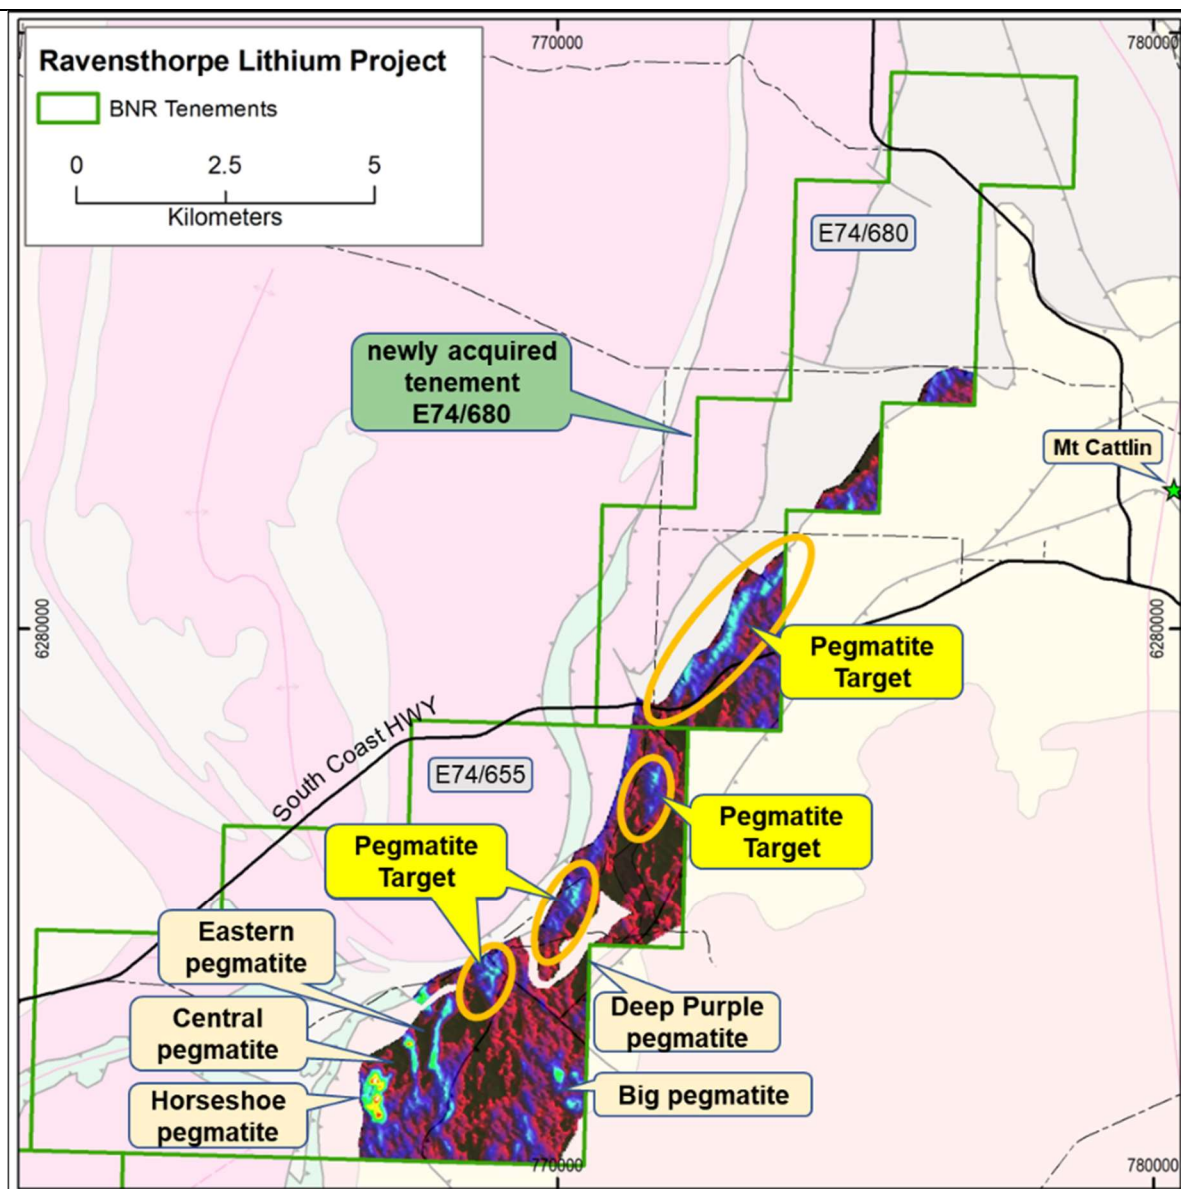 770000
780000
Ravensthorpe Lithium Project
BNR Tenements
0 2.5 5
Kilometers
E74/680
newly acquired
tenement
E74/680
Mt Cattlin
6280000
6280000
Pegmatite
Target
South Coast HWY
E74/655
Pegmatite
Target
Pegmatite
Target
Eastern
pegmatite
Deep Purple
pegmatite
Central
pegmatite
Big pegmatite
Horseshoe
pegmatite
770000
780000